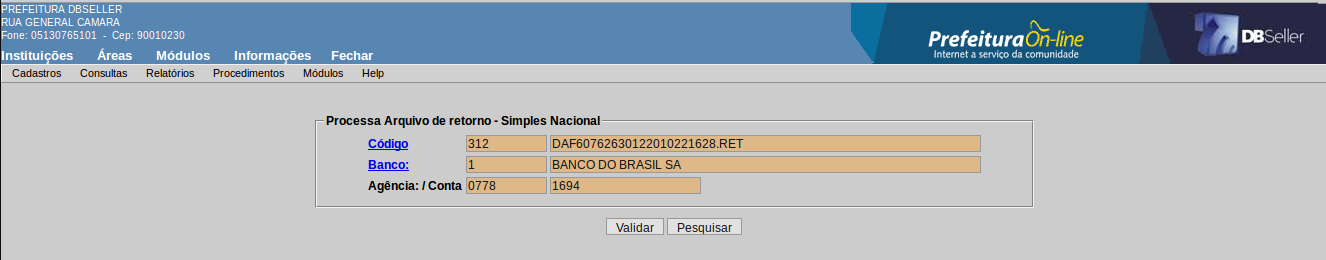 PREFEITURA DBSELLER
RUA GENERAL CAMARA
Fone: 05130765101 - Cep: 90010230
PrefeituraOn-line
Internet a serviço da comunidade
DBSeller
Instituições Áreas Módulos Informações Fechar
Cadastros Consultas Relatórios Procedimentos Módulos Help
Processa Arquivo de retorno - Simples Nacional
Código 312 DAF60762630122010221628.RET
Banco: 1 BANCO DO BRASIL SA
Agência: / Conta 0778 1694
Validar Pesquisar